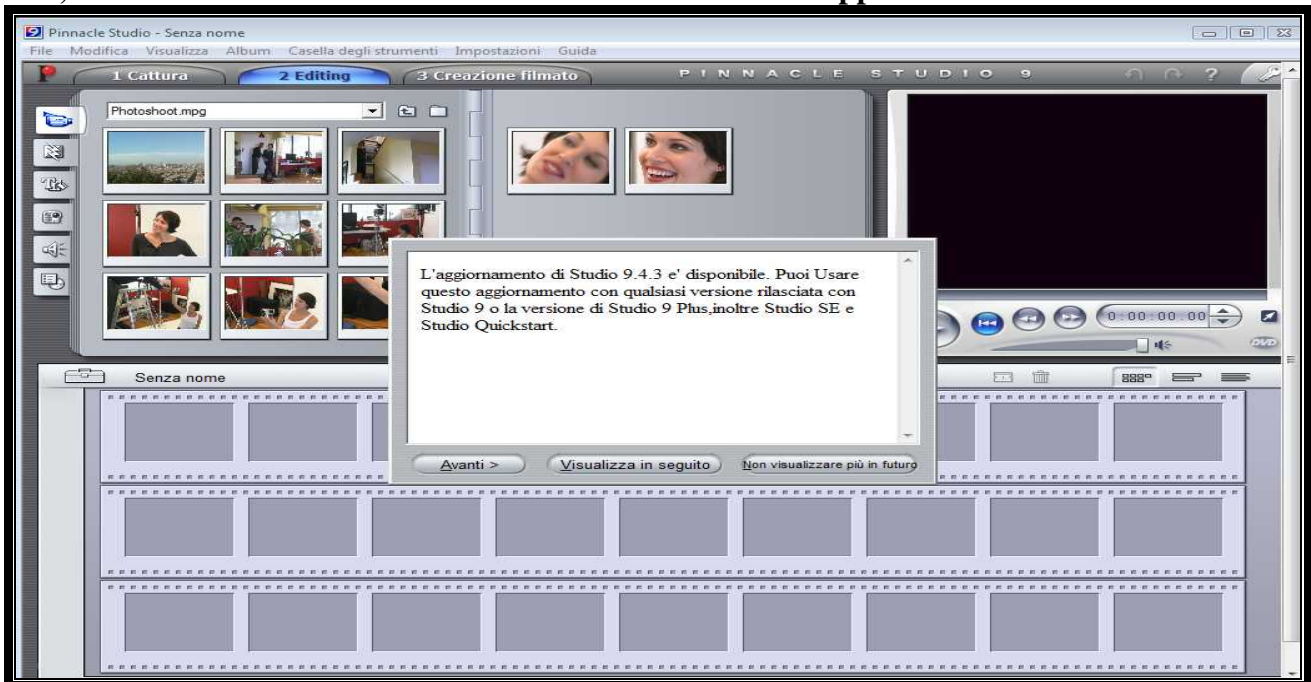 Pinnacle Studio - Senza nome
File Modifica Visualizza Album Casella degli strumenti Impostazioni Guida
1 Cattura 2 Editing 3 Creazione filmato PINNACLE STUDIO 9 ?
Photoshoot.mpg
L'aggiornamento di Studio 9.4.3 e' disponibile. Puoi Usare
questo aggiornamento con qualsiasi versione rilasciata con
Studio 9 o la versione di Studio 9 Plus,inoltre Studio SE e
Studio Quickstart.
0:00:00.00
DVD
Senza nome
Avanti > Visualizza in seguito Non visualizzare più in futuro